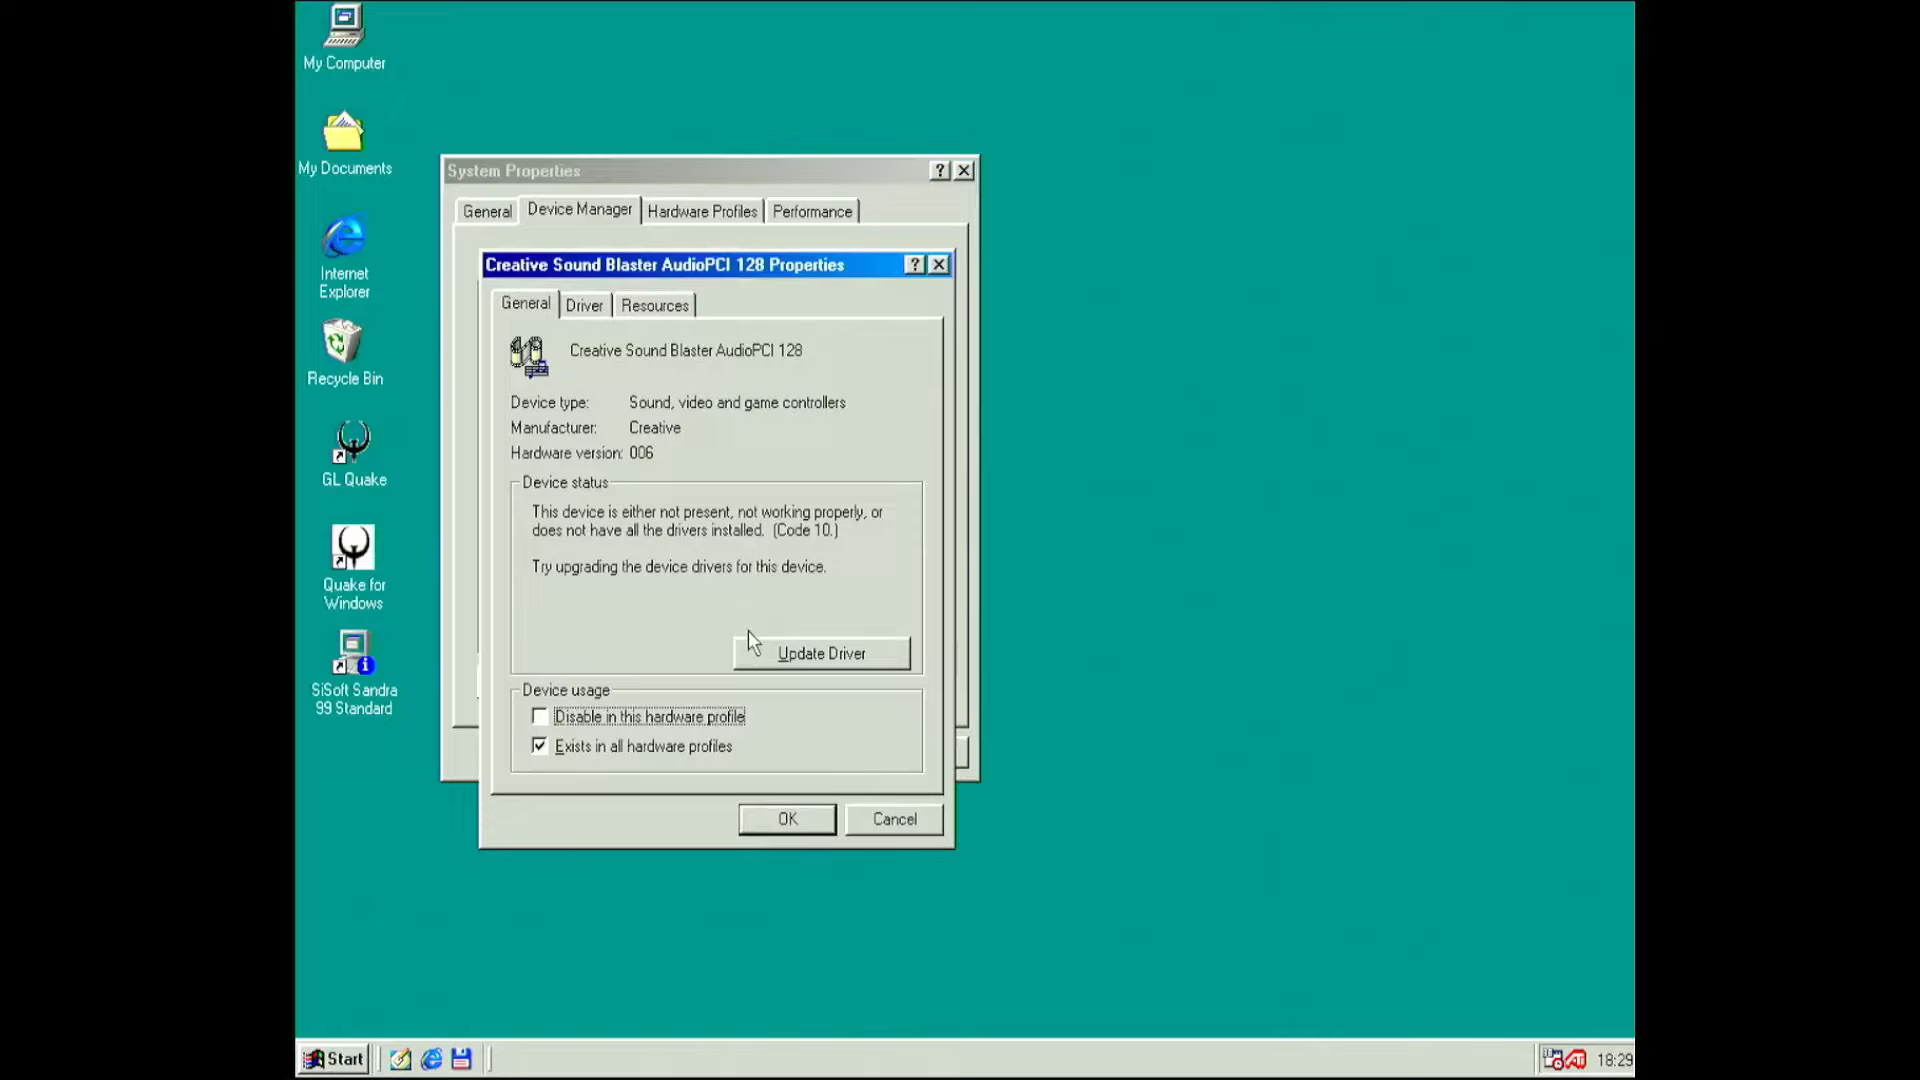 My Computer
My Documents
Internet
Explorer
Recycle Bin
GL Quake
Quake for
Windows
SiSoft Sandra
99 Standard
System Properties
General
Device Manager
Hardware Profiles
Performance
Creative Sound Blaster AudioPCI 128 Properties
General
Driver
Resources
Creative Sound Blaster AudioPCI 128
Device type: Sound, video and game controllers
Manufacturer: Creative
Hardware version: 006
Device status
This device is either not present, not working properly, or
does not have all the drivers installed. (Code 10.)
Try upgrading the device drivers for this device.
Update Driver
Device usage
Disable in this hardware profile
Exists in all hardware profiles
OK
Cancel
Start
18:29